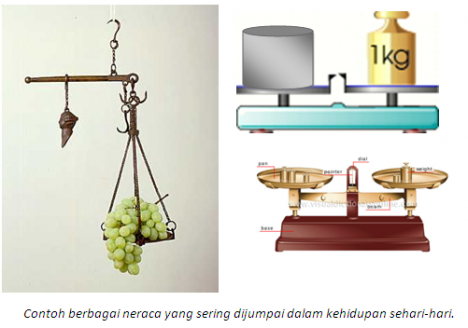 1kg
dial
pan
pointer
weight
beam
base
Contoh berbagai neraca yang sering dijumpai dalam kehidupan sehari-hari.